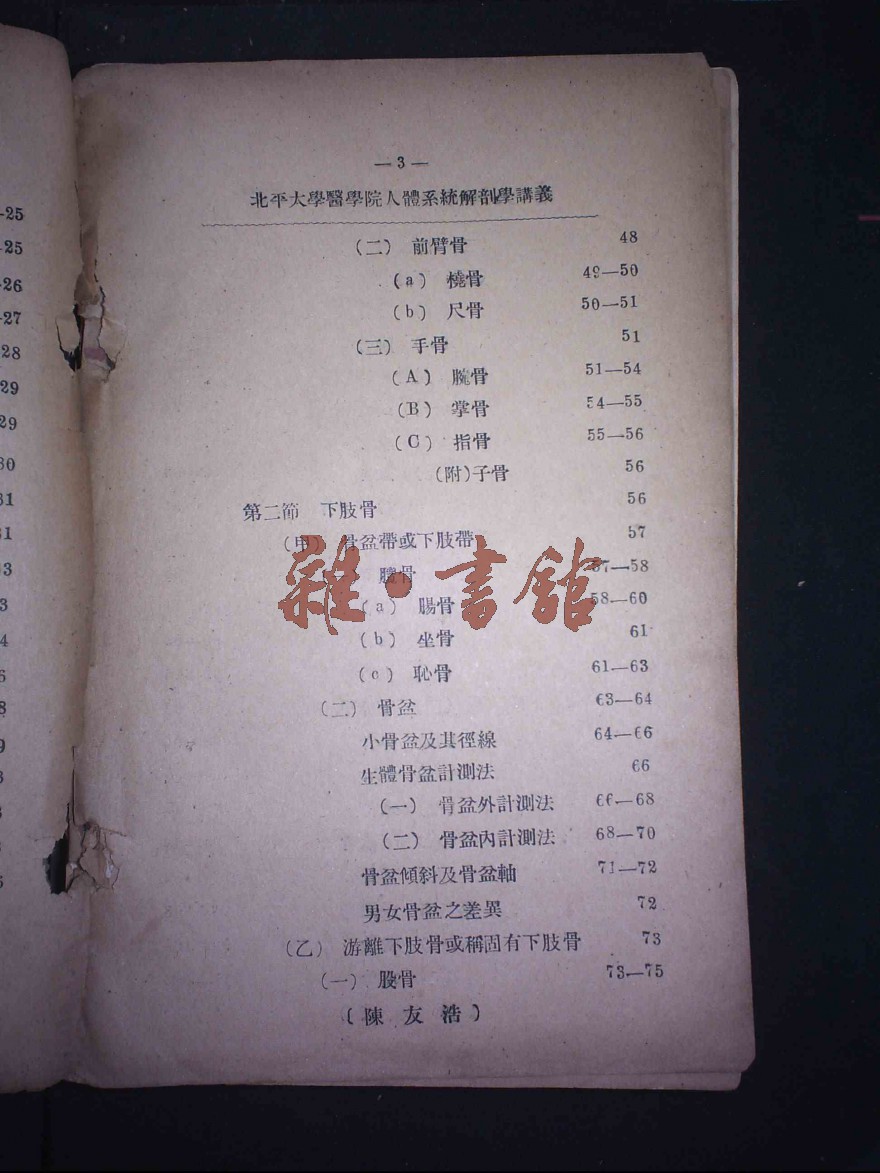 —3—
北平大學醫學院人體系統解剖學講義
(二) 前臂骨 48
(a) 橈骨 49—50
(b) 尺骨 50—51
(三) 手骨 51
(A) 腕骨 51—54
(B) 掌骨 54—55
(C) 指骨 55—56
(附)子骨 56
第二節 下肢骨 56
(甲) 骨盆帶或下肢帶 57
臗骨 57—58
(a) 腸骨 58—60
(b) 坐骨 61
(c) 恥骨 61—63
(二) 骨盆 63—64
小骨盆及其徑線 64—66
生體骨盆計測法 66
(一) 骨盆外計測法 66—68
(二) 骨盆內計測法 68—70
骨盆傾斜及骨盆軸 71—72
男女骨盆之差異 72
(乙) 游離下肢骨或稱固有下肢骨 73
(一) 股骨 73—75
(陳友浩)
雜·書館
-25
-25
-26
-27
-28
-29